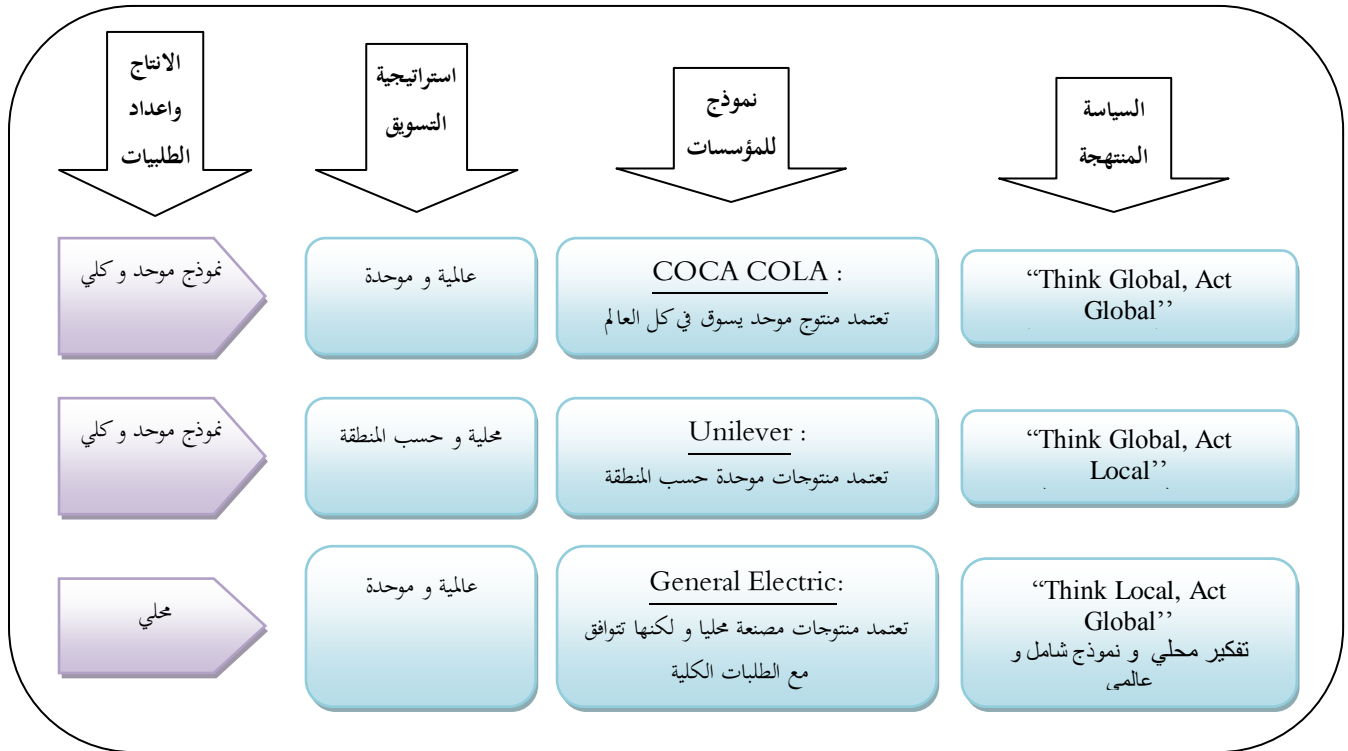 الانتاج
واعداد
الطلبيات
استراتيجية
التسويق
نموذج
للمؤسسات
السياسة
المنتهجة
نموذج موحد و كلي
عالمية و موحدة
COCA COLA :
تعتمد منتوج موحد يسوق في كل العالم
“Think Global, Act
Global’’
نموذج موحد و كلي
محلية و حسب المنطقة
Unilever :
تعتمد منتوجات موحدة حسب المنطقة
“Think Global, Act
Local’’
محلي
عالمية و موحدة
General Electric:
تعتمد منتوجات مصنعة محليا و لكنها تتوافق
مع الطلبات الكلية
“Think Local, Act
Global’’
تفكير محلي و نموذج شامل و
عالمي